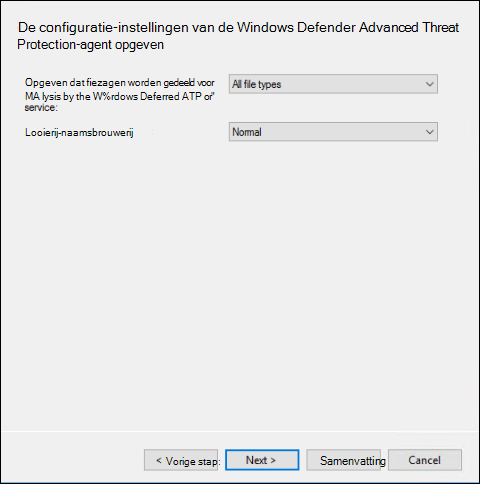 De configuratie-instellingen van de Windows Defender Advanced Threat
Protection-agent opgeven
Opgeven dat fiezagen worden gedeeld voor
All file types
MA lysis by the W%rdows Deferred ATP or"
service:
Looierij-naamsbrouwerij
Normal
< Vorige stap:
Next >
Samenvatting
Cancel